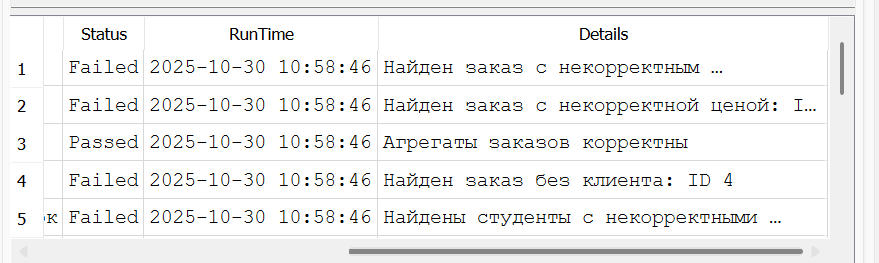 Status RunTime Details
1 Failed 2025-10-30 10:58:46 Найден заказ с некорректным …
2 Failed 2025-10-30 10:58:46 Найден заказ с некорректной ценой: I…
3 Passed 2025-10-30 10:58:46 Агрегаты заказов корректны
4 Failed 2025-10-30 10:58:46 Найден заказ без клиента: ID 4
5 ок Failed 2025-10-30 10:58:46 Найдены студенты с некорректными …